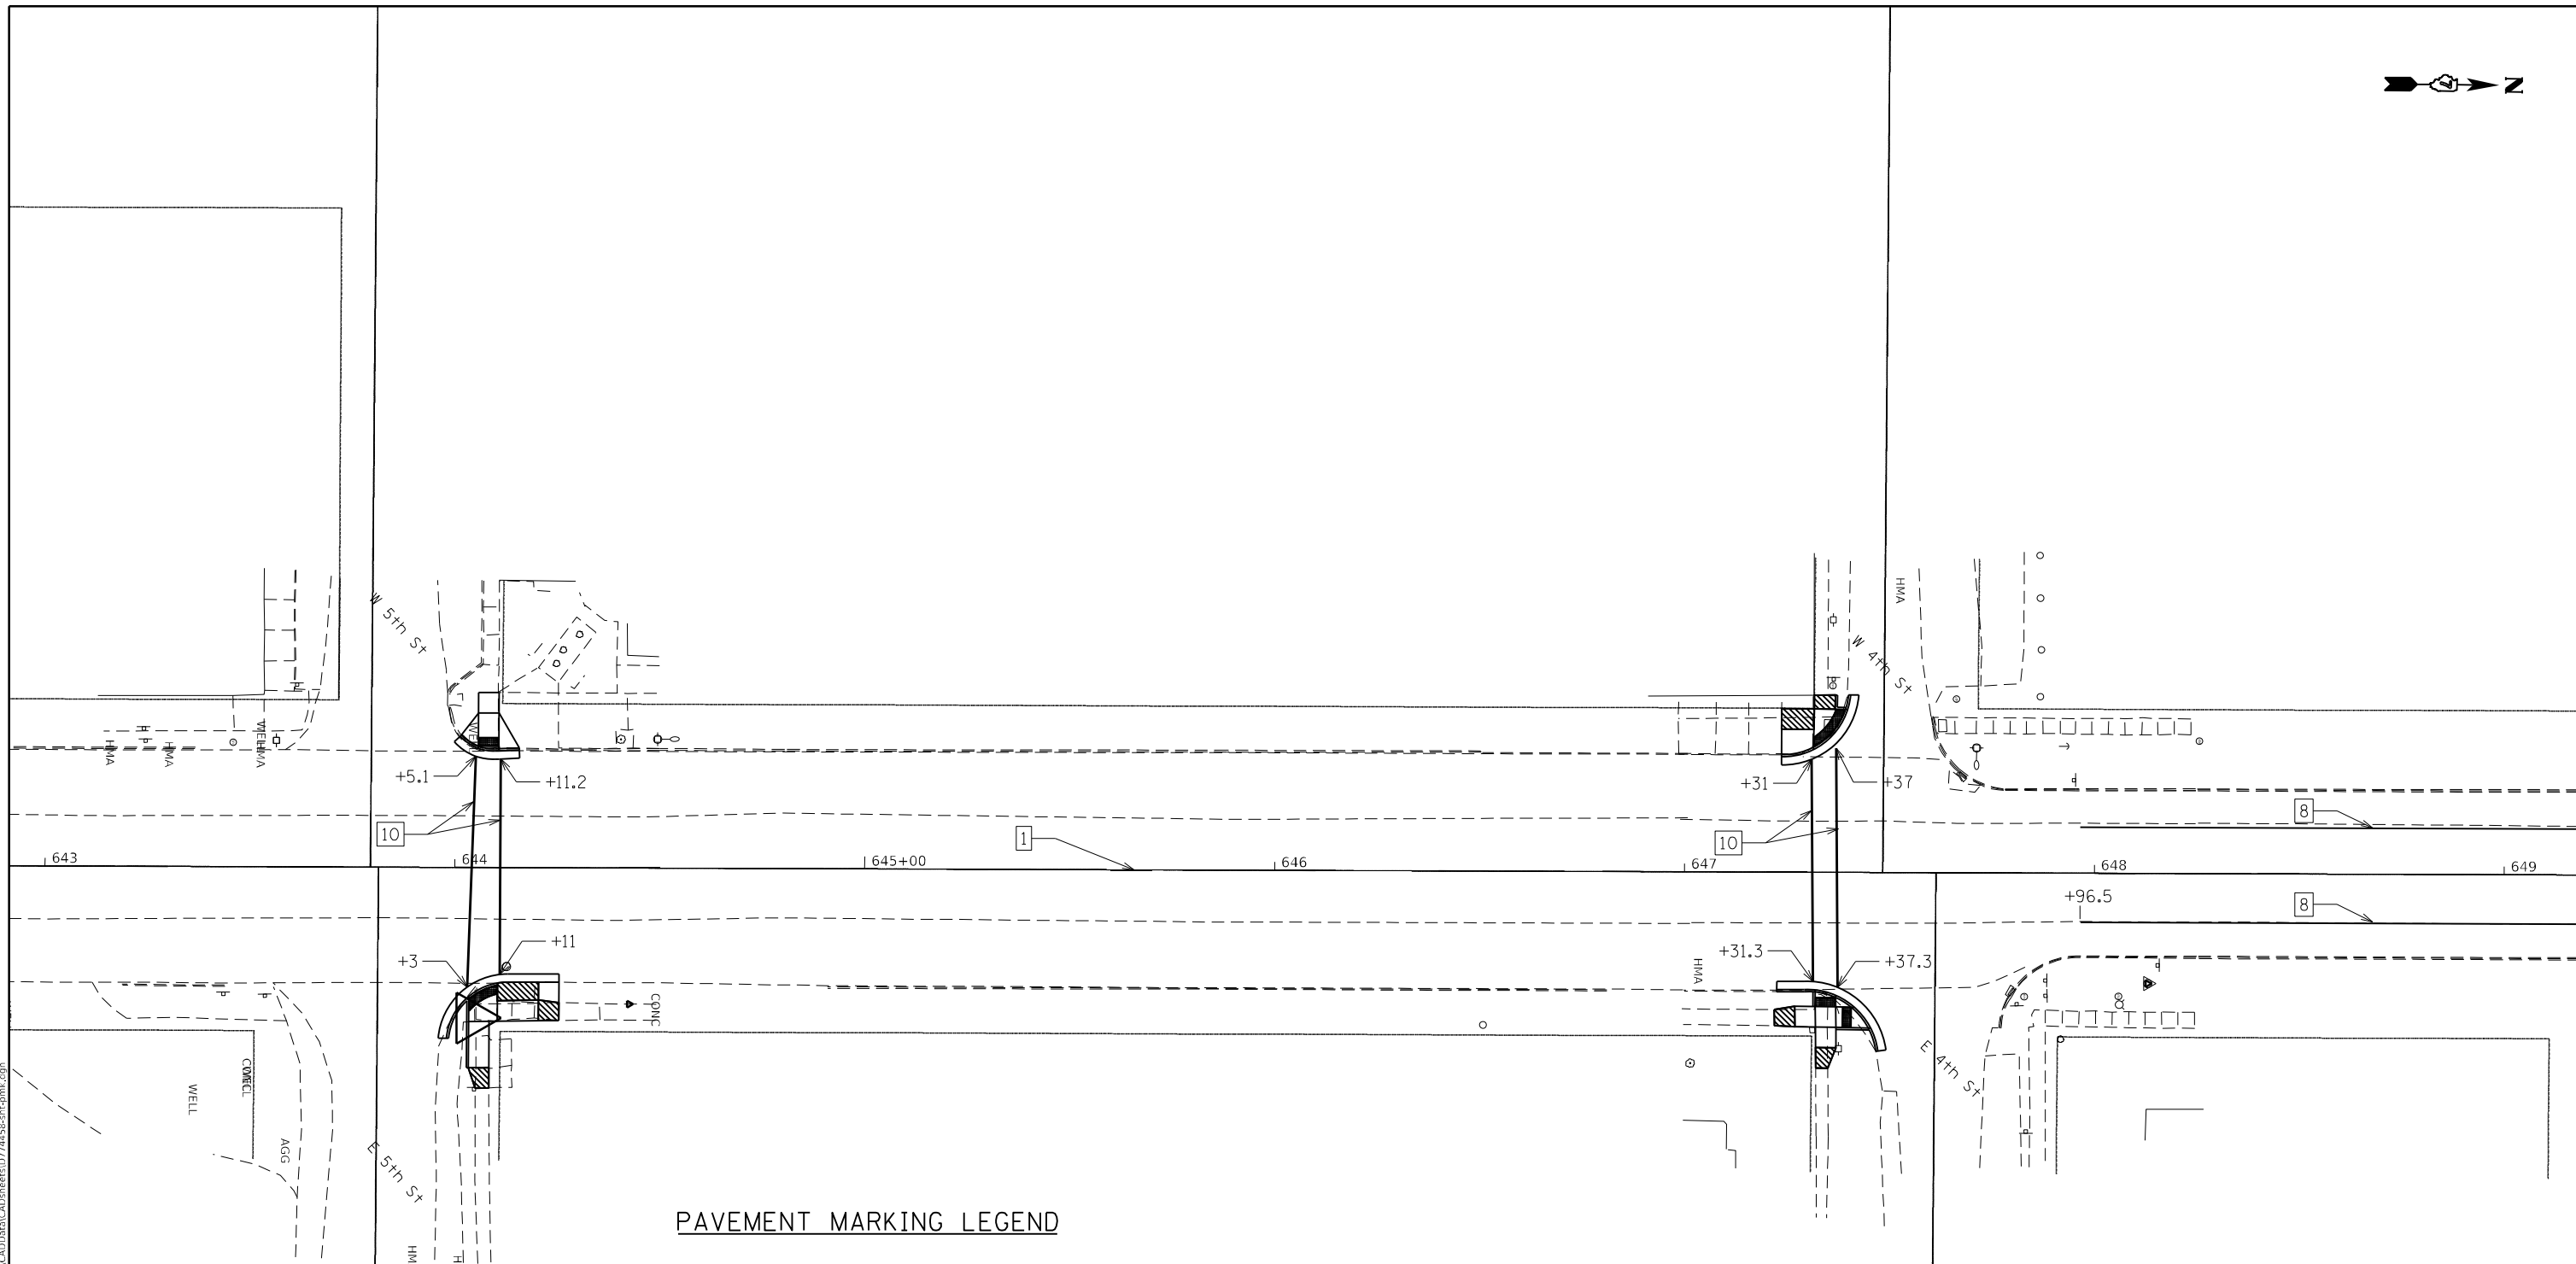 N
W 5th St
HMA
W 4th St
HMA
HMA
WELL
HMA
+5.1
+11.2
+31
+37
10
1
10
8
643
644
645+00
646
647
648
649
+96.5
8
+11
+3
+31.3
+37.3
HMA
CONC
E 4th St
WELL
AGG
E 5th St
PAVEMENT MARKING LEGEND